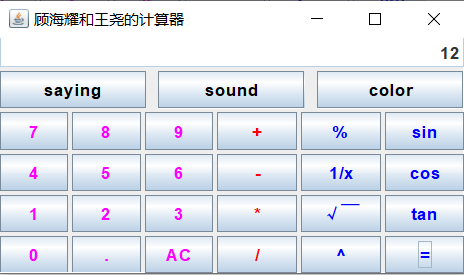 顾海耀和王尧的计算器
12
saying sound color
7 8 9 + % sin
4 5 6 - 1/x cos
1 2 3 * √￣ tan
0 . AC / ^ =